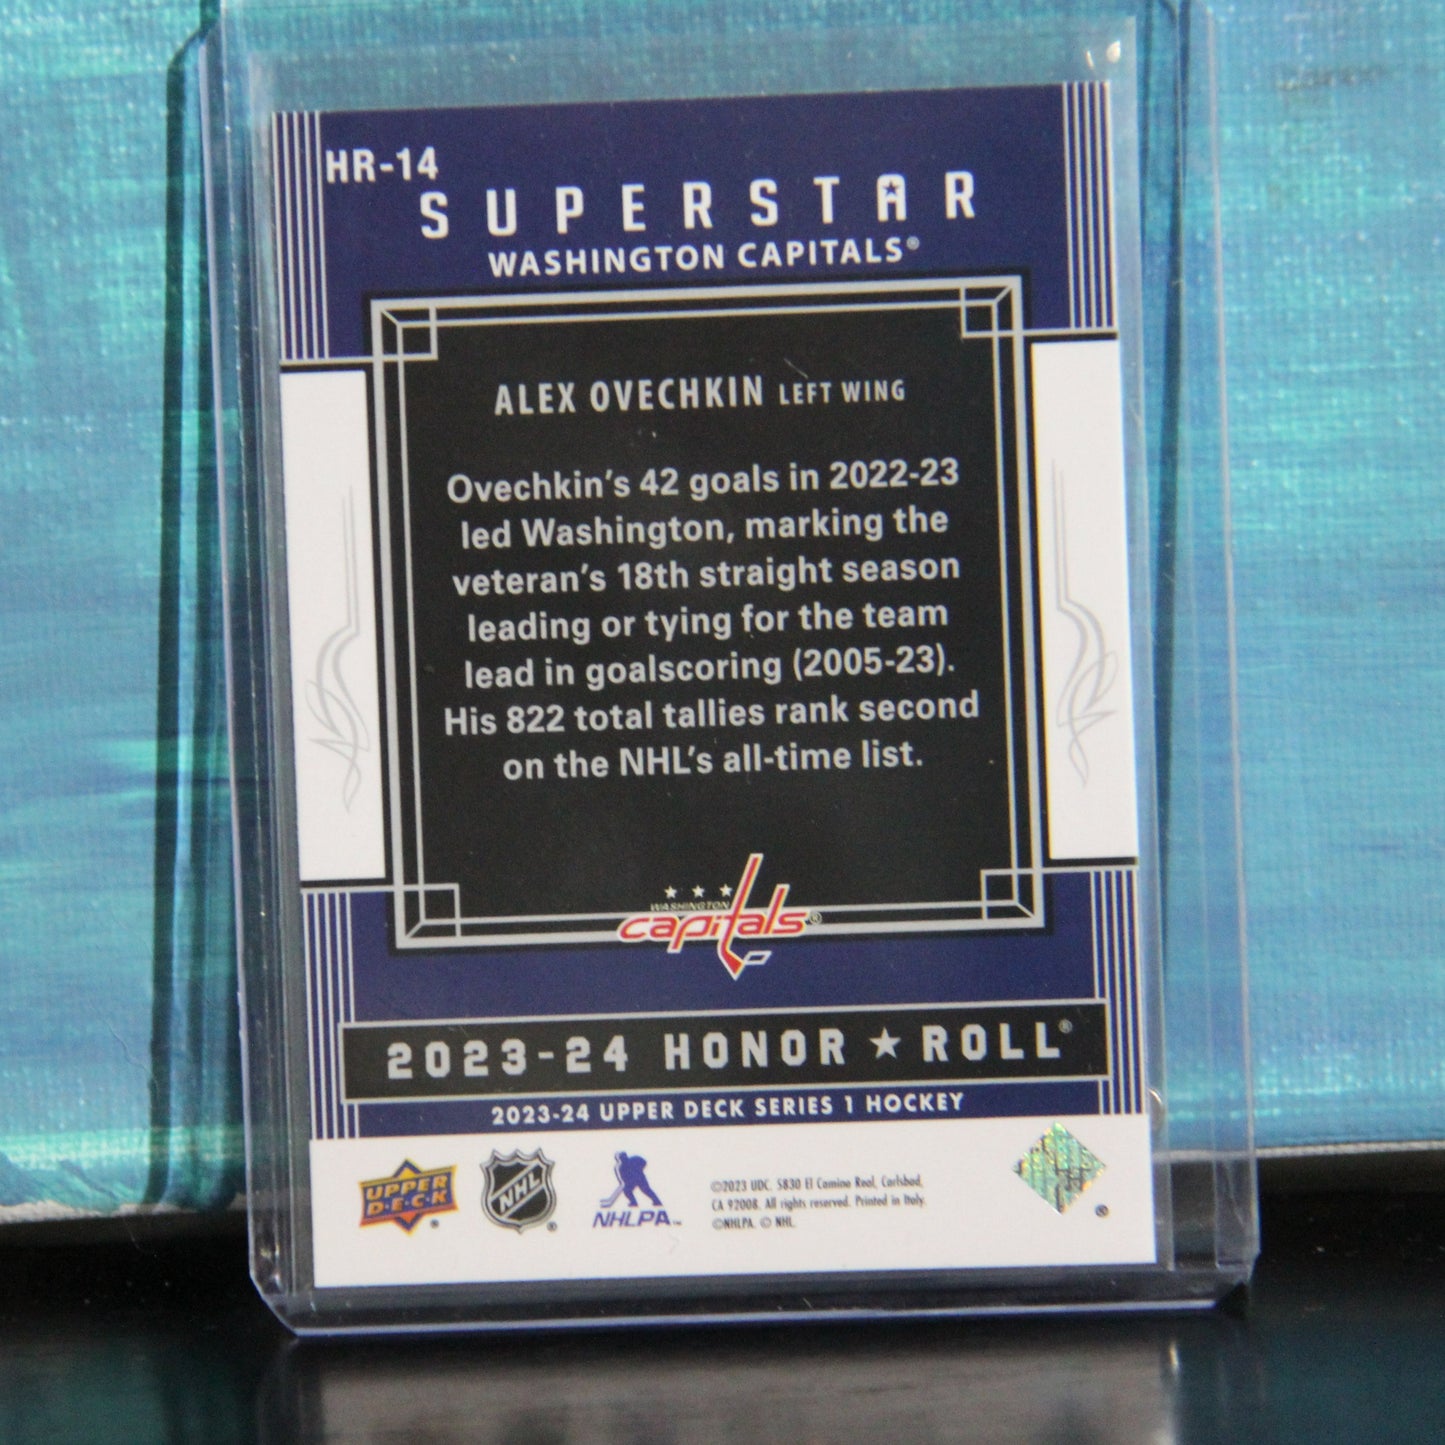 HR-14
SUPERSTAR
WASHINGTON CAPITALS®
ALEX OVECHKIN LEFT WING
Ovechkin's 42 goals in 2022-23
led Washington, marking the
veteran's 18th straight season
leading or tying for the team
lead in goalscoring (2005-23).
His 822 total tallies rank second
on the NHL's all-time list.
WASHINGTON
capitals®
2023-24 HONOR ★ ROLL®
2023-24 UPPER DECK SERIES 1 HOCKEY
UPPER
D·E·C·K®
NHL®
NHLPA™
©2023 UDC. 5830 El Camino Real, Carlsbad,
CA 92008. All rights reserved. Printed in Italy.
©NHLPA. © NHL.
®